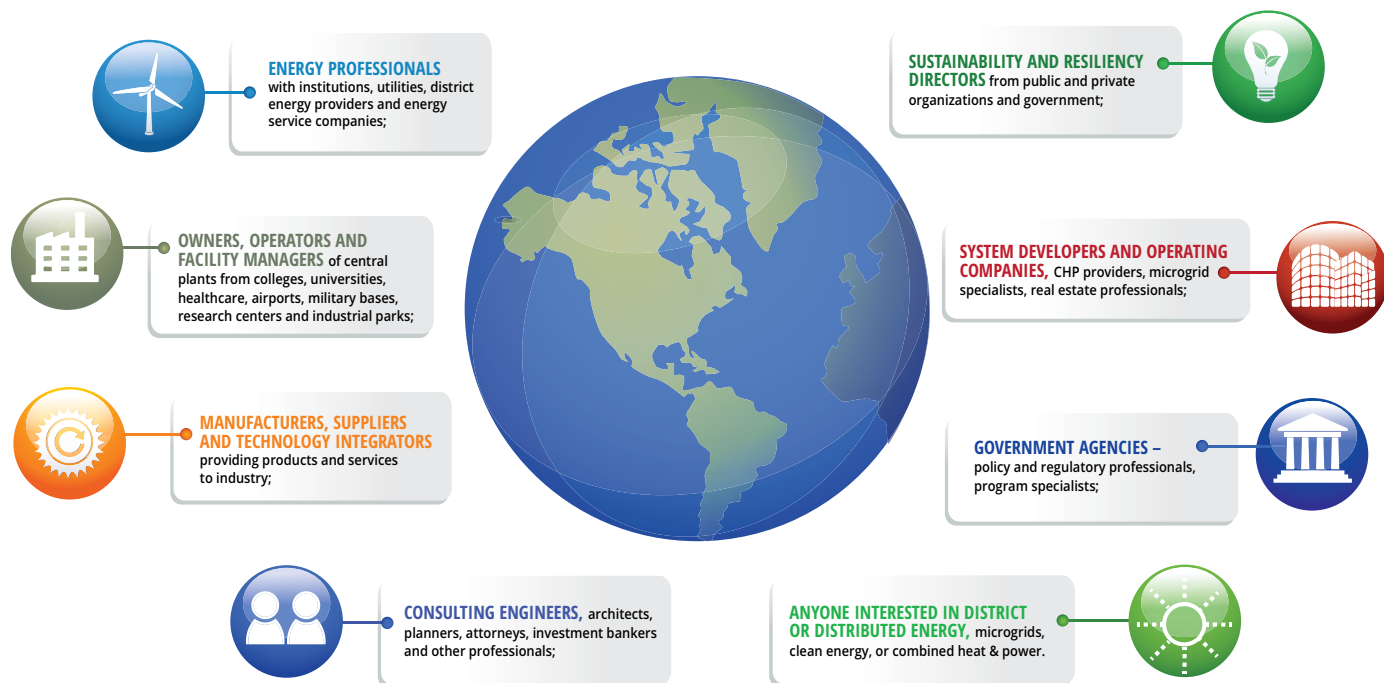 ENERGY PROFESSIONALS
with institutions, utilities, district
energy providers and energy
service companies;
OWNERS, OPERATORS AND
FACILITY MANAGERS of central
plants from colleges, universities,
healthcare, airports, military bases,
research centers and industrial parks;
MANUFACTURERS, SUPPLIERS
AND TECHNOLOGY INTEGRATORS
providing products and services
to industry;
CONSULTING ENGINEERS, architects,
planners, attorneys, investment bankers
and other professionals;
SUSTAINABILITY AND RESILIENCY
DIRECTORS from public and private
organizations and government;
SYSTEM DEVELOPERS AND OPERATING
COMPANIES, CHP providers, microgrid
specialists, real estate professionals;
GOVERNMENT AGENCIES –
policy and regulatory professionals,
program specialists;
ANYONE INTERESTED IN DISTRICT
OR DISTRIBUTED ENERGY, microgrids,
clean energy, or combined heat & power.